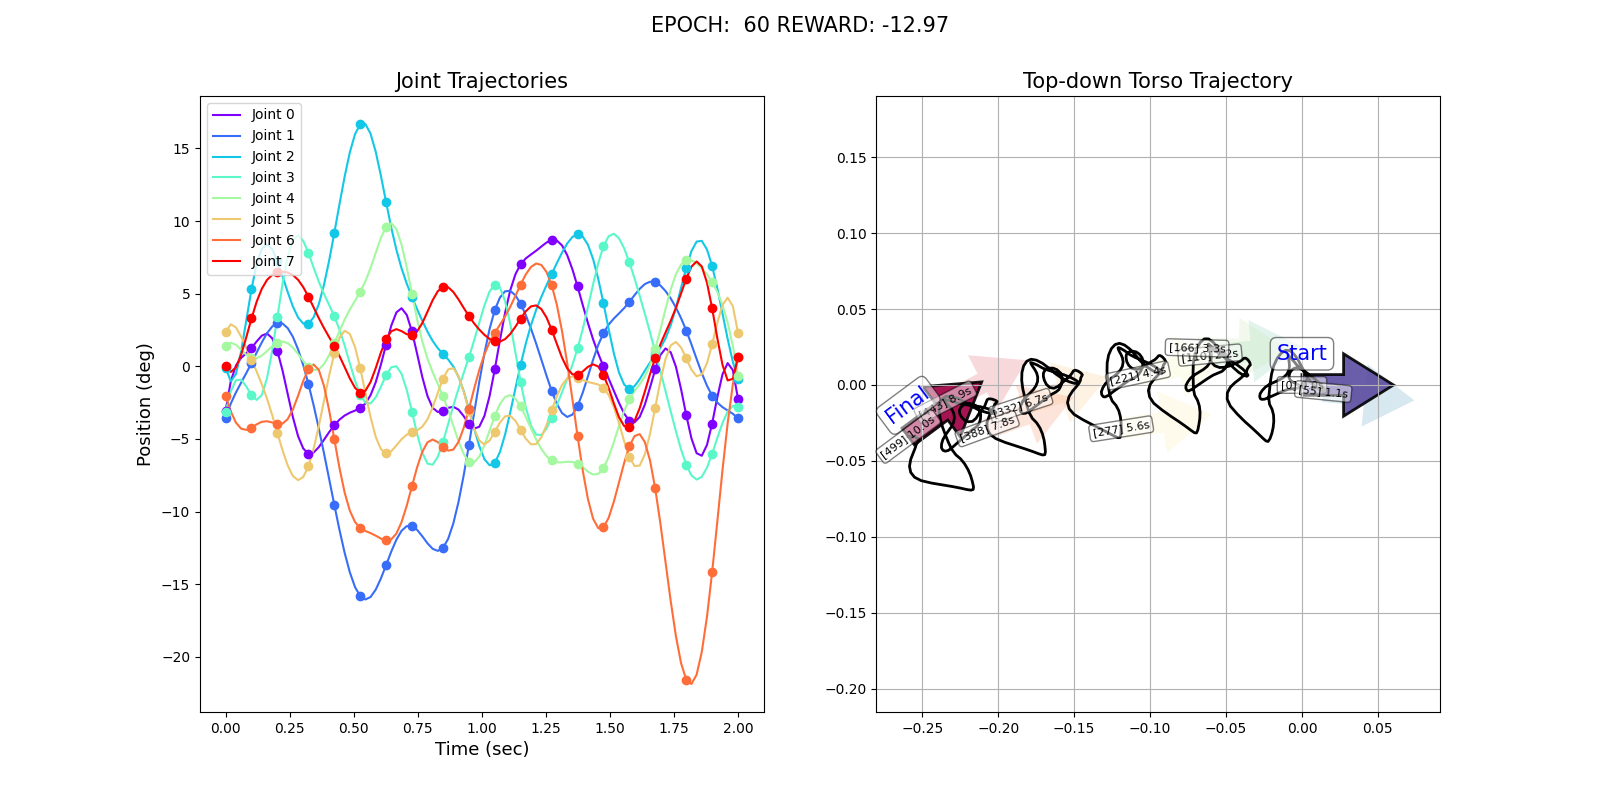 EPOCH:  60 REWARD: -12.97
Joint Trajectories
Joint 0
Joint 1
Joint 2
Joint 3
Joint 4
Joint 5
Joint 6
Joint 7
15
10
5
0
−5
−10
−15
−20
Position (deg)
0.00 0.25 0.50 0.75 1.00 1.25 1.50 1.75 2.00
Time (sec)
Top-down Torso Trajectory
0.15
0.10
0.05
0.00
−0.05
−0.10
−0.15
−0.20
−0.25 −0.20 −0.15 −0.10 −0.05 0.00 0.05
Start
Final
[55] 1.1s
[166] 3.3s
[221] 4.4s
[277] 5.6s
[332] 6.7s
[388] 7.8s
[499] 10.0s